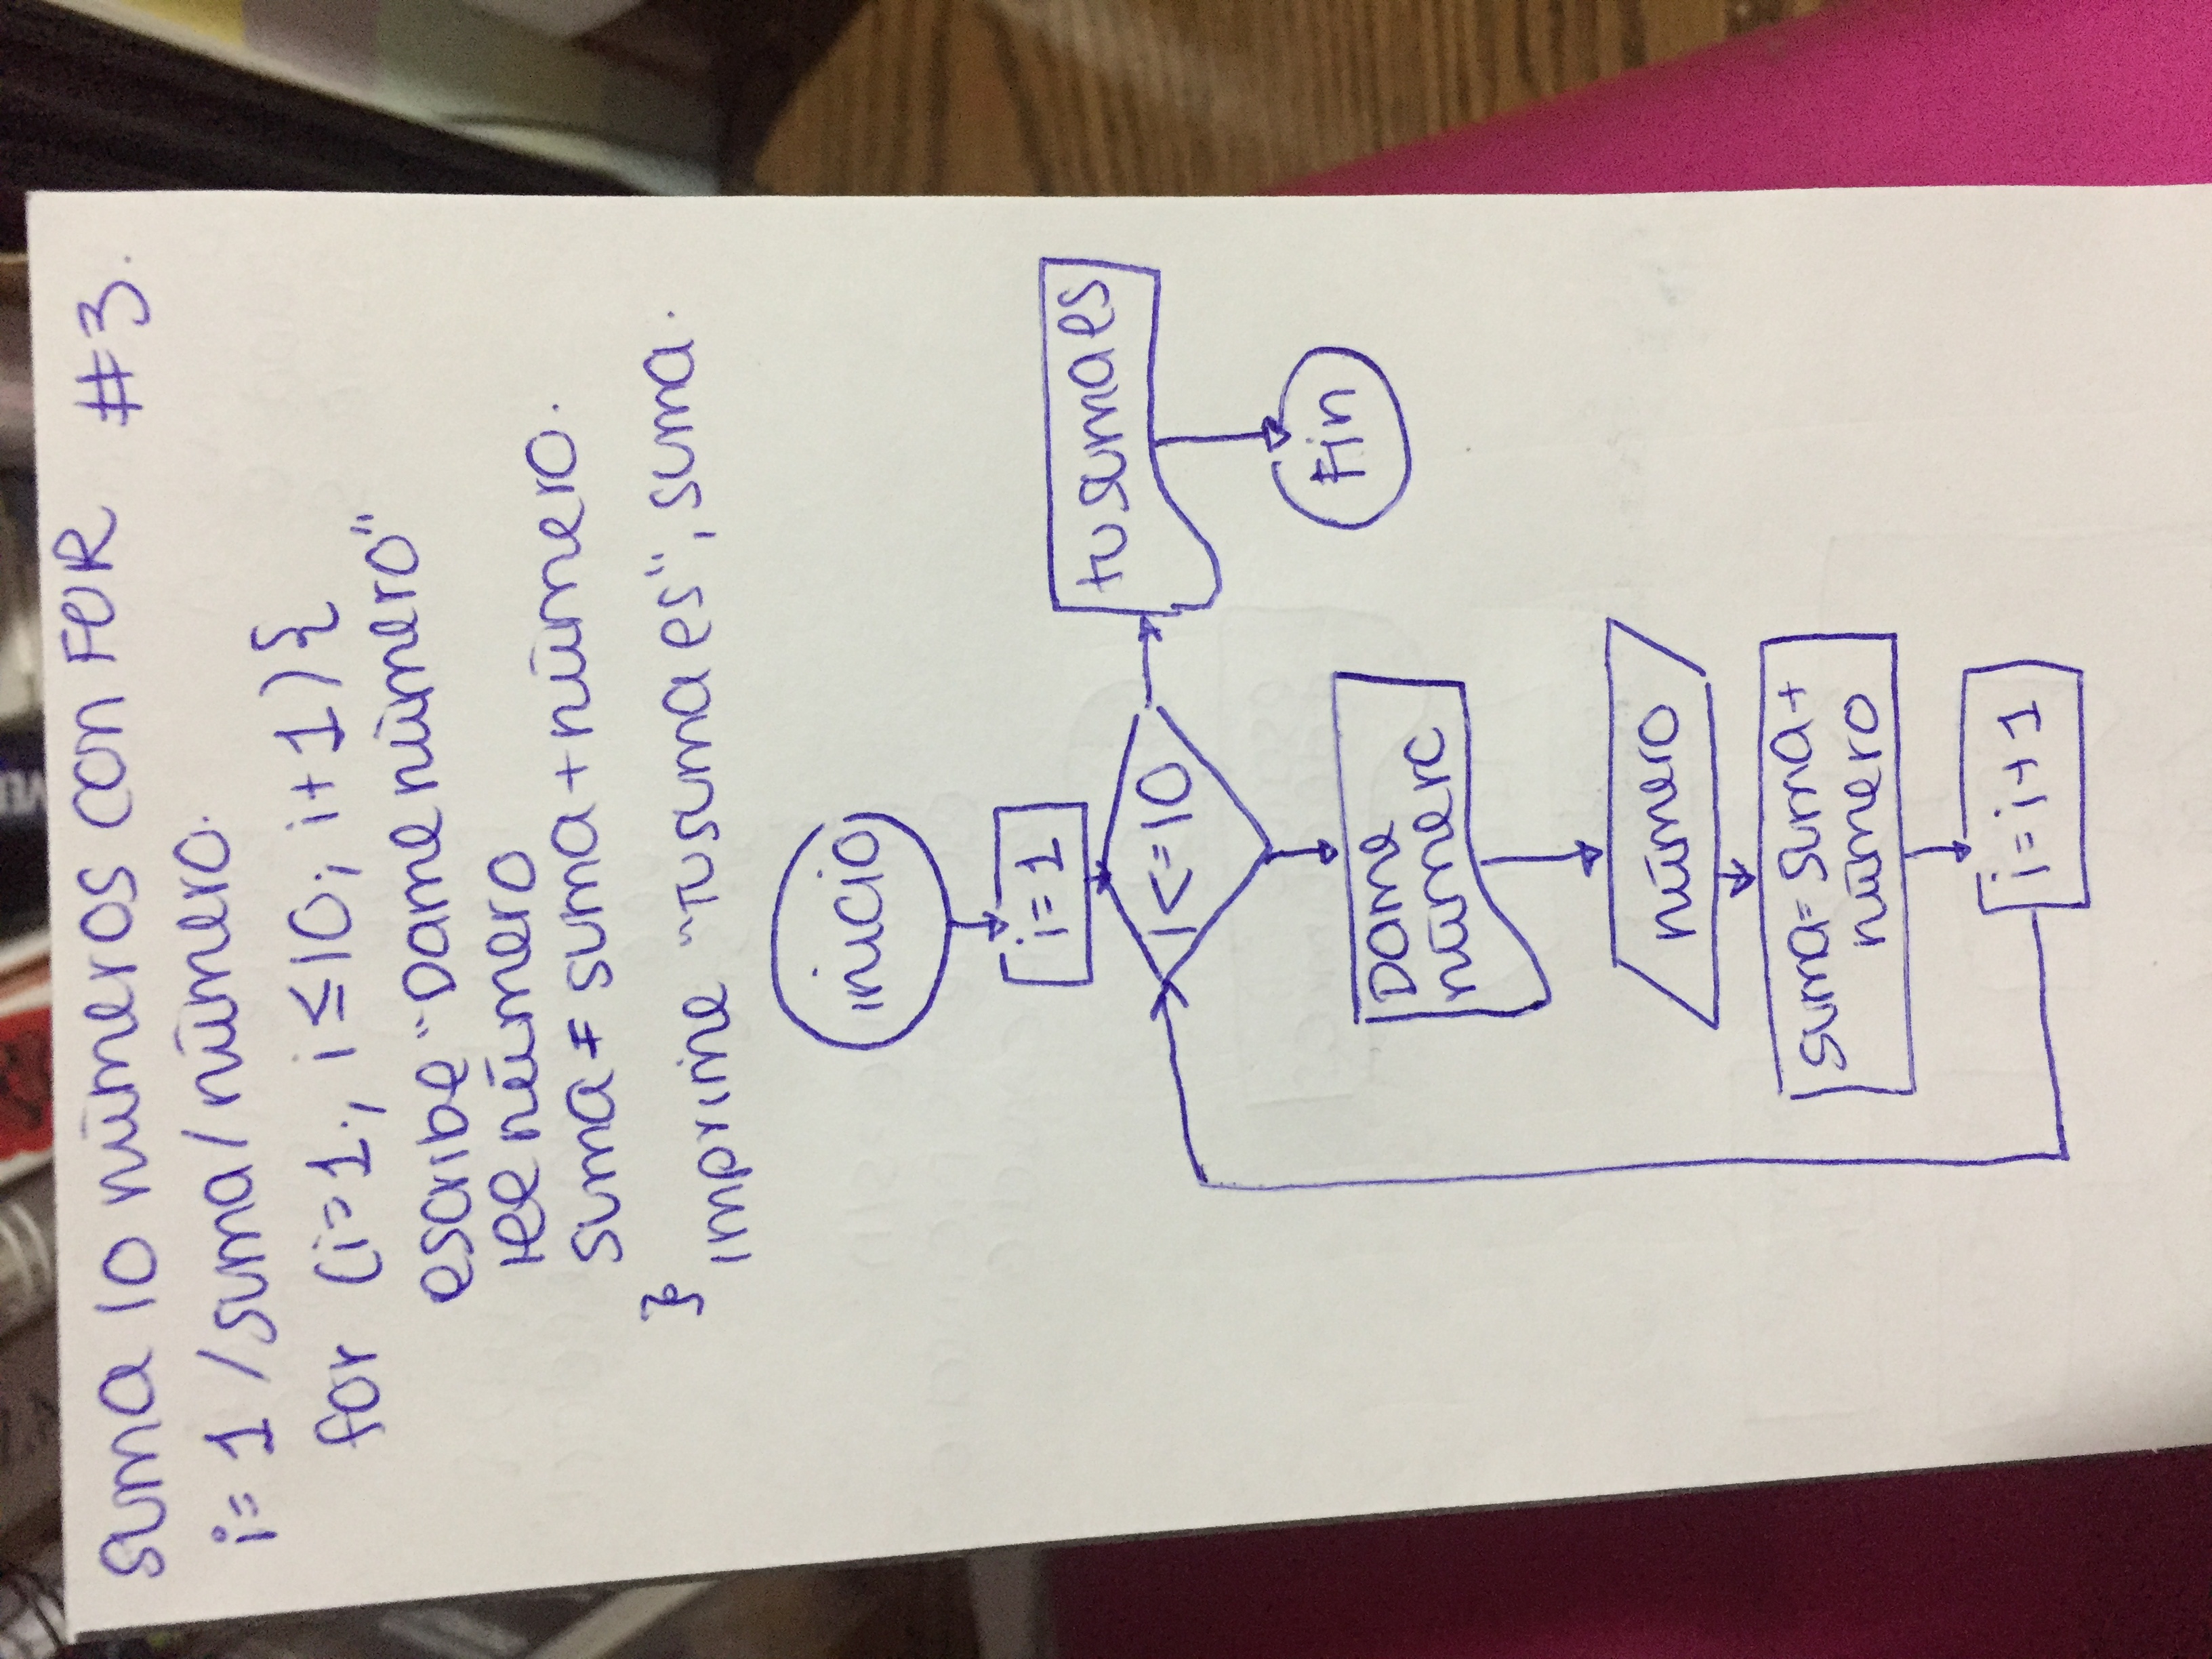 suma 10 números con FOR #3.
i=1 /suma/número.
for (i=1; i≤10; i+1){
escribe "Dame número"
lee número
suma = suma+número.
}
imprime "Tu suma es", suma.
inicio
i=1
i<=10
tu suma es
Fin
Dame
número
número
suma=suma+
número
i=i+1